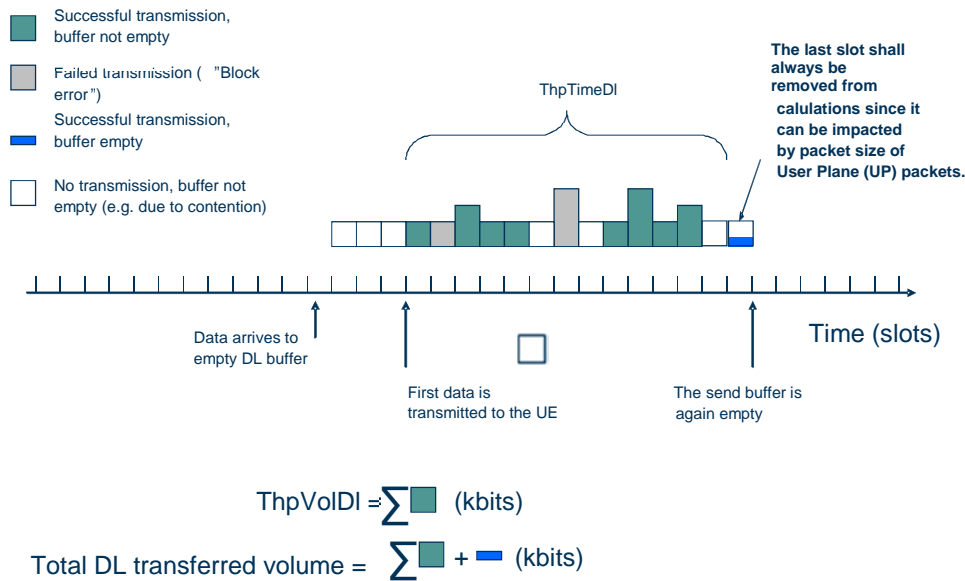 Successful transmission,
buffer not empty
Failed transmission ( "Block
error")
Successful transmission,
buffer empty
No transmission, buffer not
empty (e.g. due to contention)
ThpTimeDl
The last slot shall
always be
removed from
calulations since it
can be impacted
by packet size of
User Plane (UP) packets.
Data arrives to
empty DL buffer
First data is
transmitted to the UE
The send buffer is
again empty
Time (slots)
ThpVolDl = ∑ (kbits)
Total DL transferred volume = ∑ + (kbits)